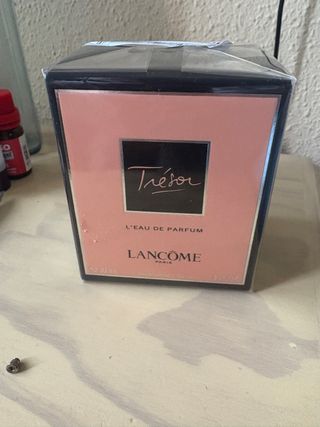 Trésor
L'EAU DE PARFUM
LANCÔME
PARIS